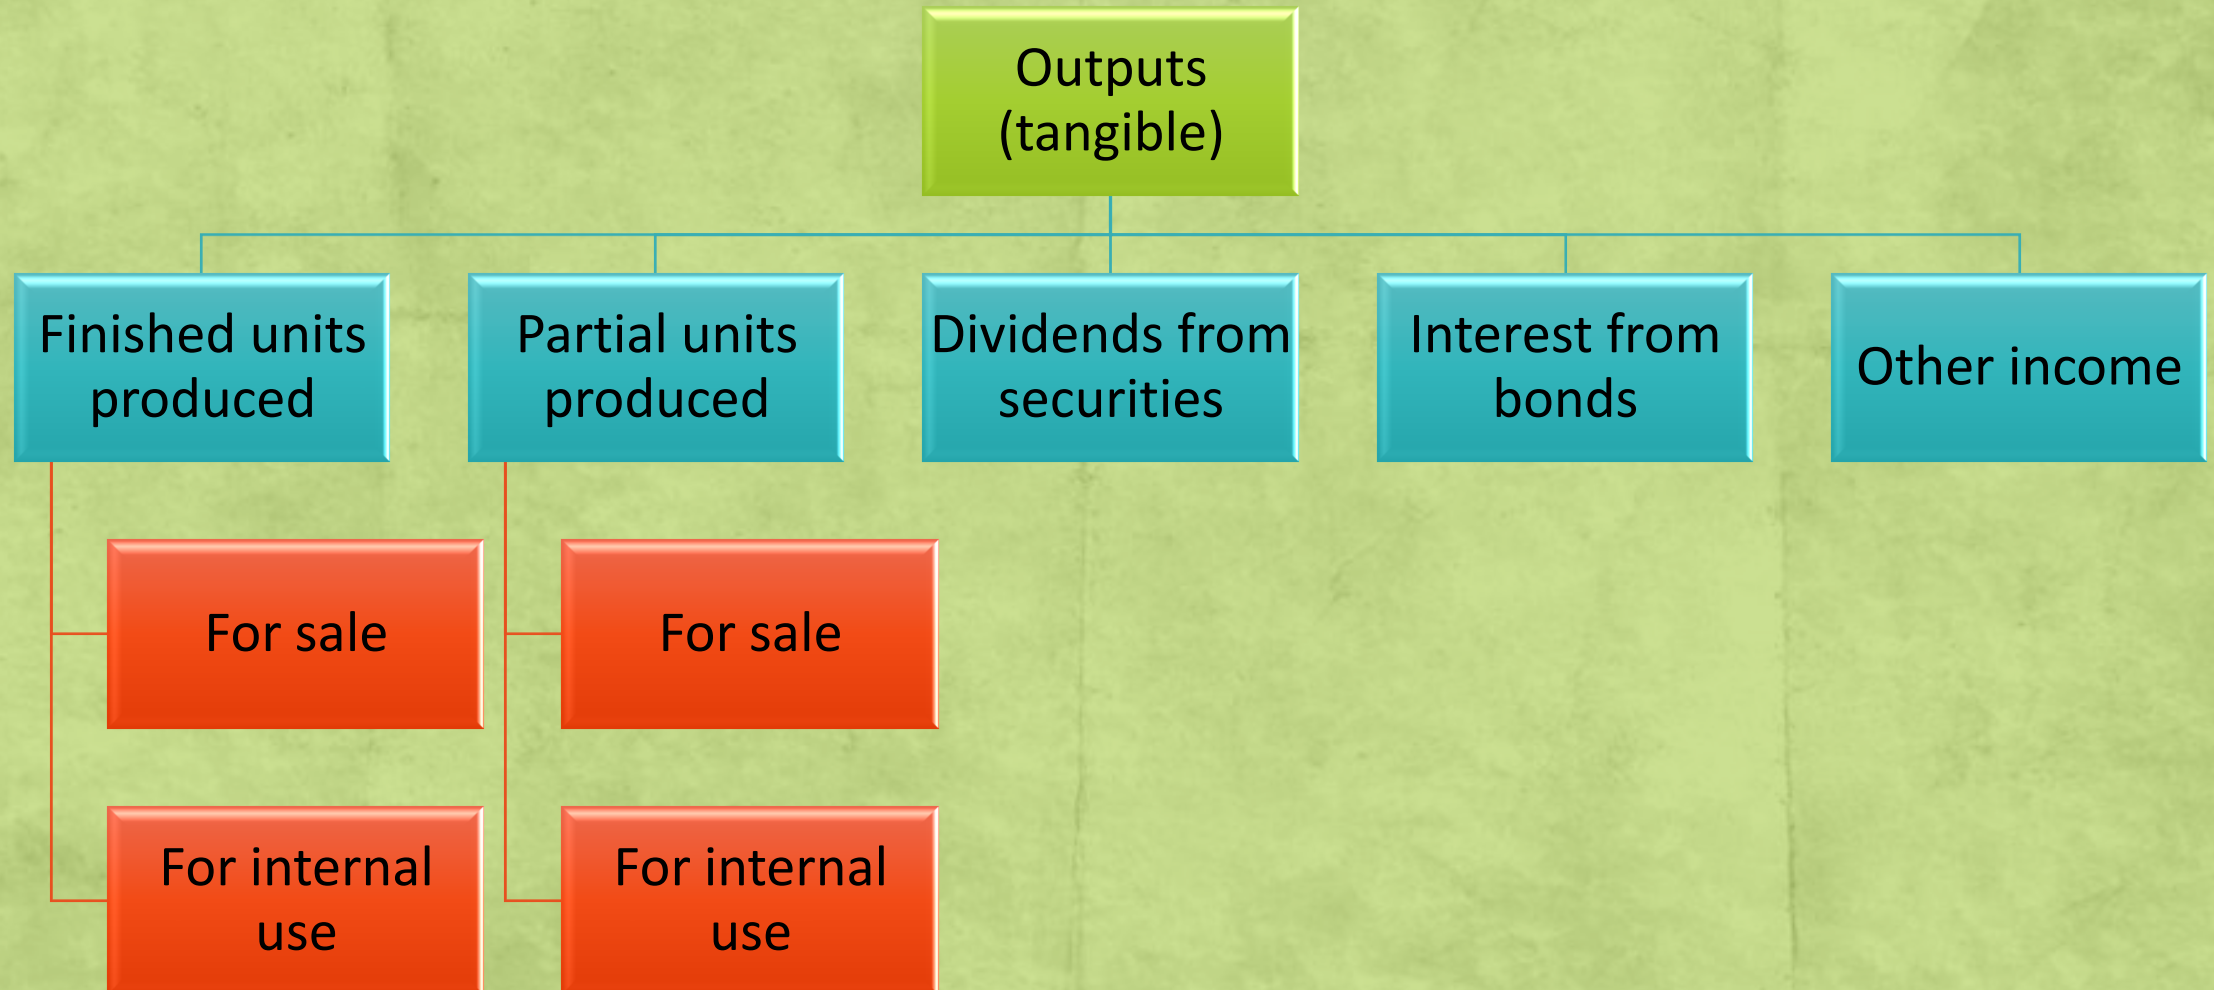 Outputs
(tangible)
Finished units
produced
Partial units
produced
Dividends from
securities
Interest from
bonds
Other income
For sale
For sale
For internal
use
For internal
use